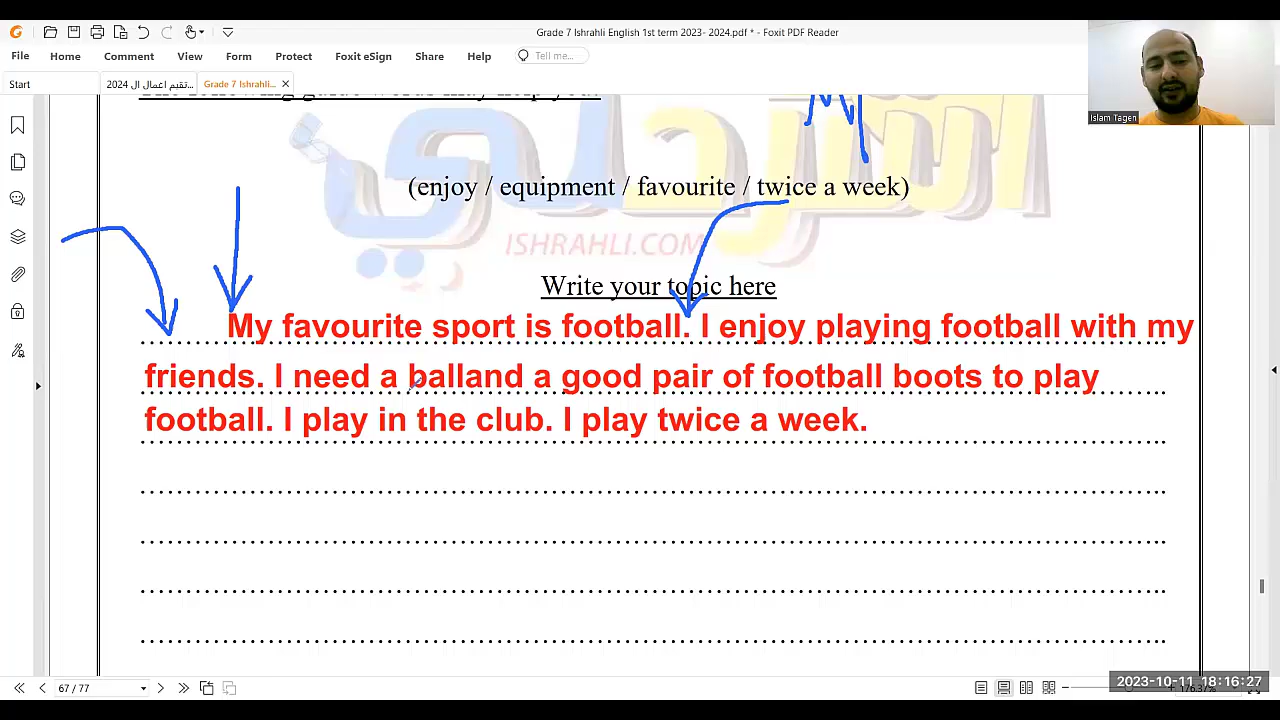 Grade 7 Ishrahli English 1st term 2023- 2024.pdf * - Foxit PDF Reader
File Home Comment View Form Protect Foxit eSign Share Help Tell me...
Start تقيم اعمال ال 2024... Grade 7 Ishrahli...
Islam Tagen
(enjoy / equipment / favourite / twice a week)
اشرحلي
ISHRAHLI.COM
Write your topic here
My favourite sport is football. I enjoy playing football with my
friends. I need a balland a good pair of football boots to play
football. I play in the club. I play twice a week.
67 / 77
2023-10-11 18:16:27